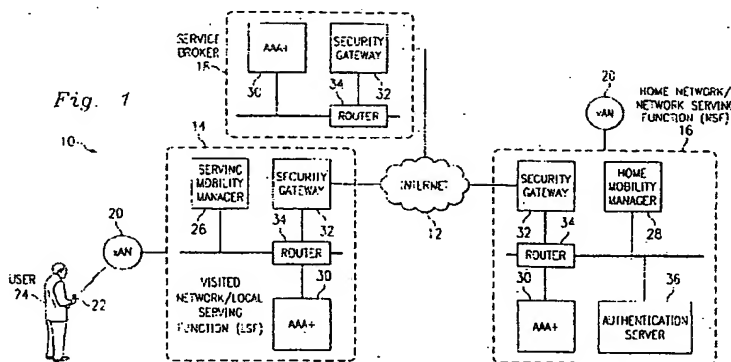 Fig. 1
10
SERVICE
BROKER
18
AAA+
30
SECURITY
GATEWAY
32
34
ROUTER
14
SERVING
MOBILITY
MANAGER
26
SECURITY
GATEWAY
32
34
ROUTER
30
AAA+
VISITED
NETWORK/LOCAL
SERVING
FUNCTION (LSF)
20
xAN
USER
24
22
INTERNET
12
20
xAN
HOME NETWORK/
NETWORK SERVING
FUNCTION (NSF)
16
SECURITY
GATEWAY
32
34
ROUTER
30
AAA+
HOME
MOBILITY
MANAGER
28
36
AUTHENTICATION
SERVER